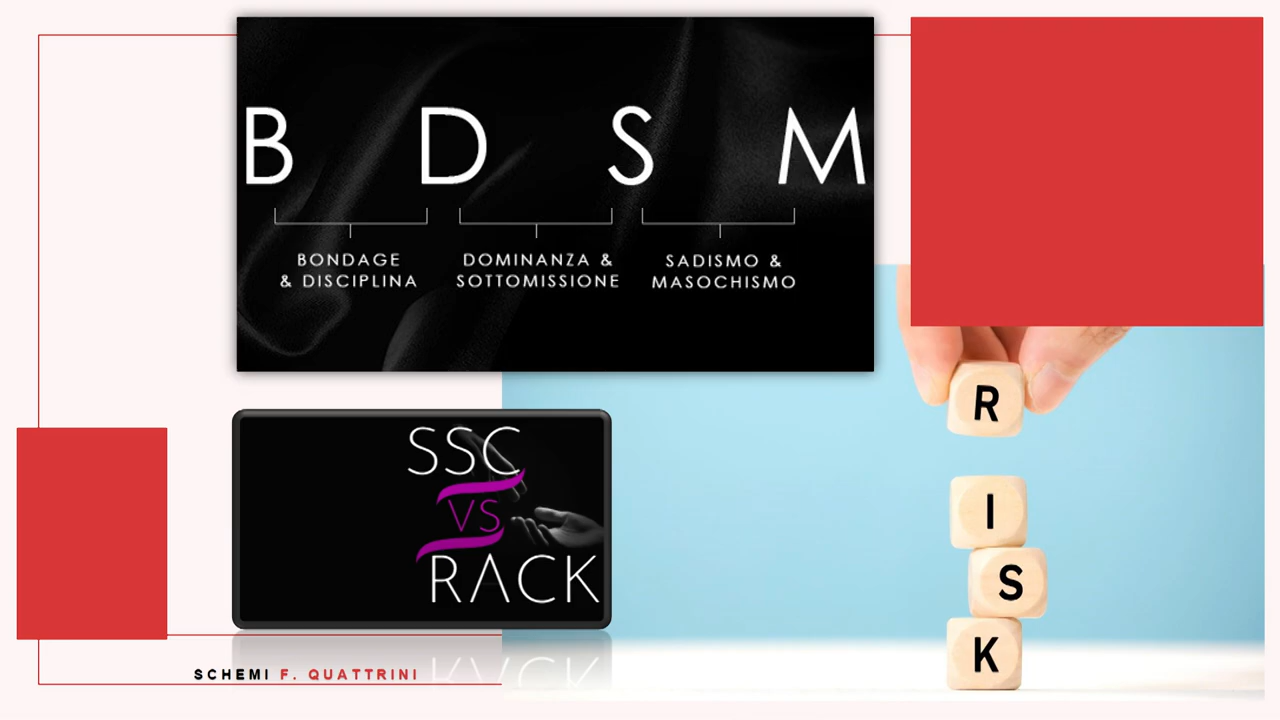 B D S M
BONDAGE
& DISCIPLINA
DOMINANZA &
SOTTOMISSIONE
SADISMO &
MASOCHISMO
SSC
VS
RACK
R
I
S
K
SCHEMI F. QUATTRINI